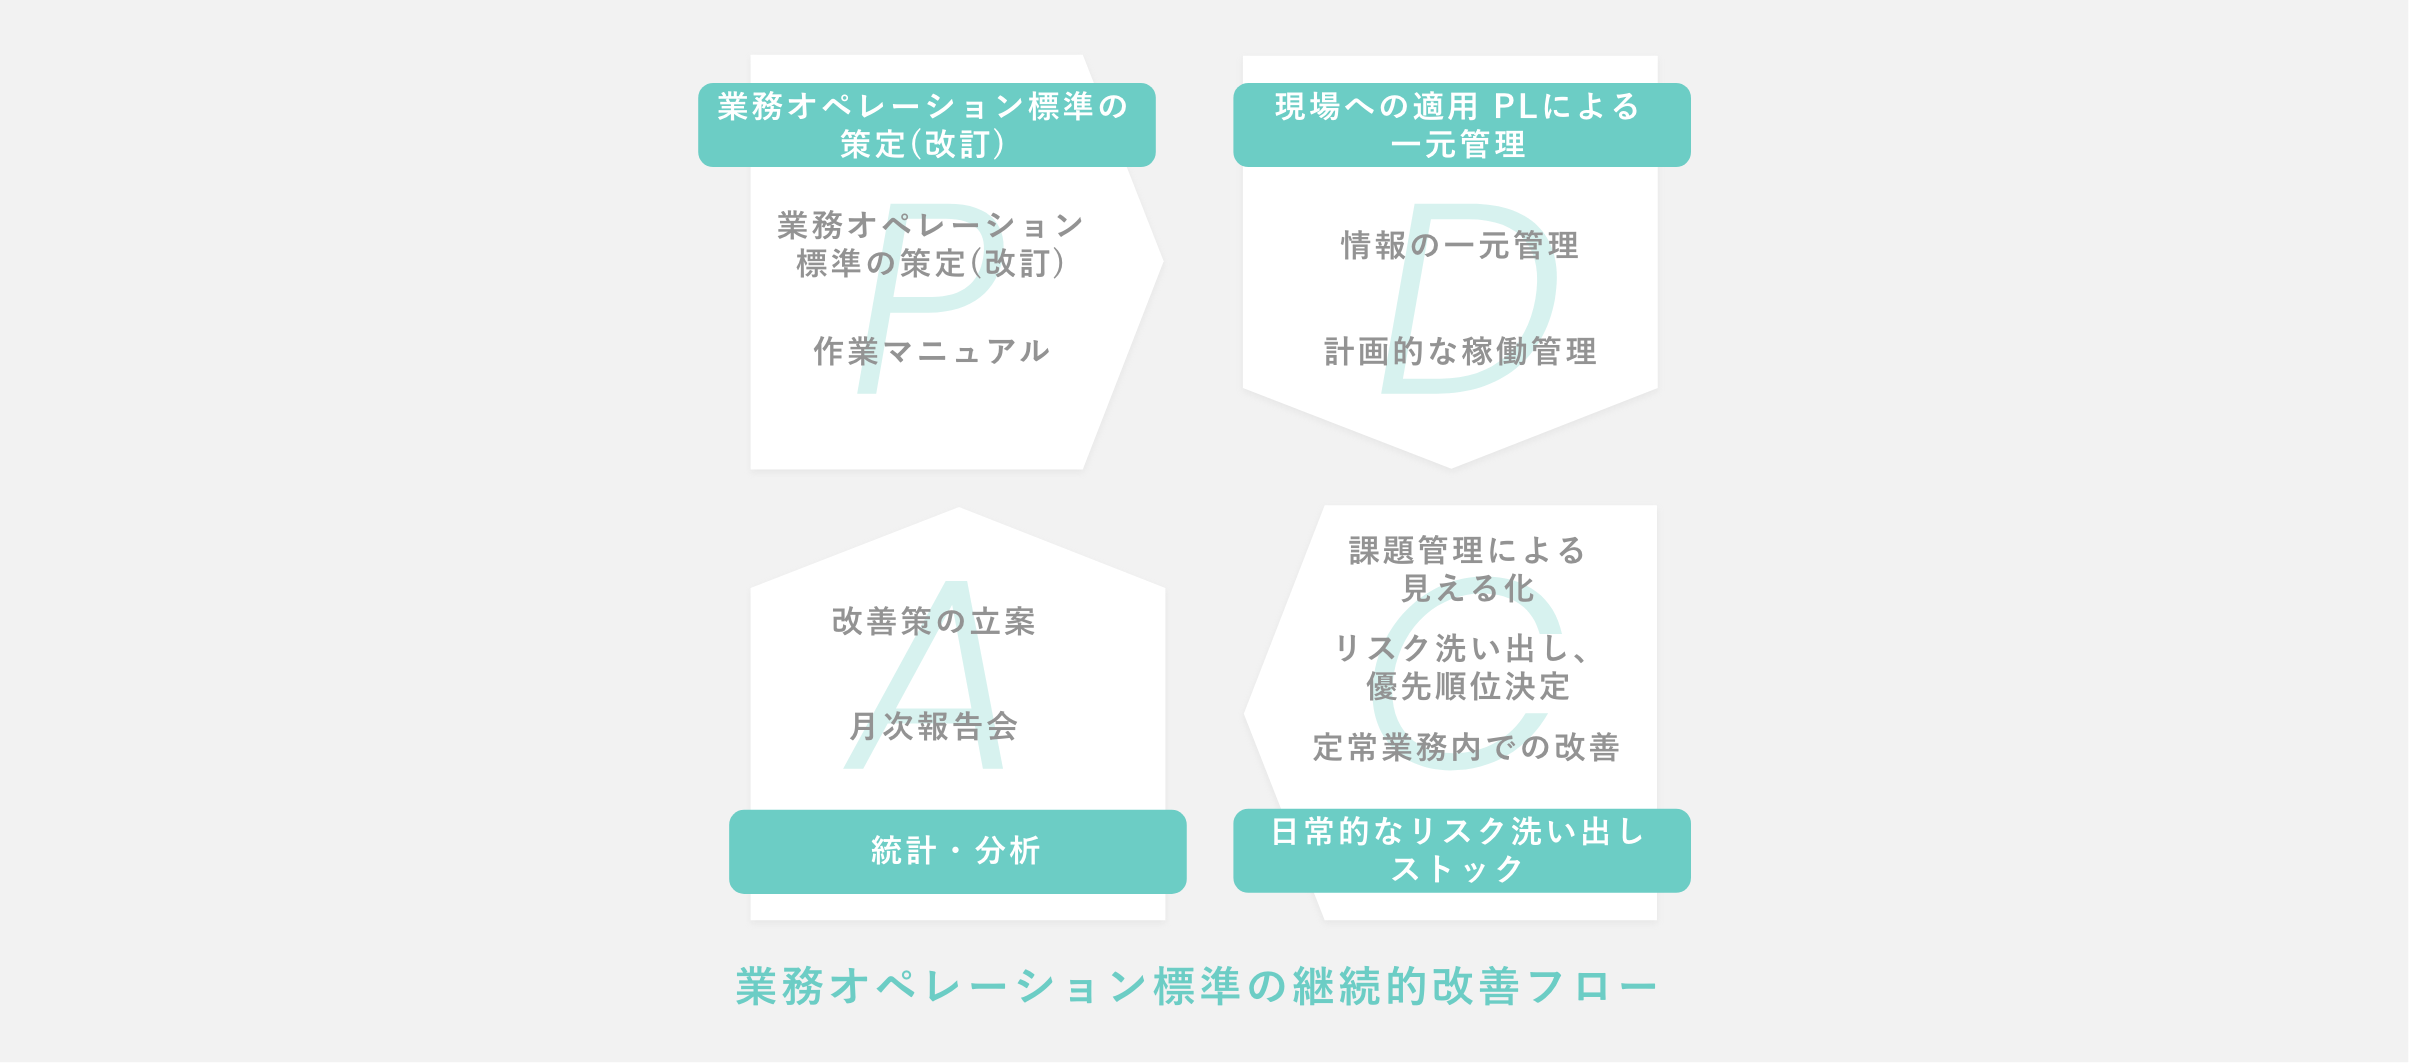 業務オペレーション標準の
策定(改訂)
P
業務オペレーション
標準の策定(改訂)
作業マニュアル
現場への適用 PLによる
一元管理
D
情報の一元管理
計画的な稼働管理
A
改善策の立案
月次報告会
統計・分析
C
課題管理による
見える化
リスク洗い出し、
優先順位決定
定常業務内での改善
日常的なリスク洗い出し
ストック
業務オペレーション標準の継続的改善フロー